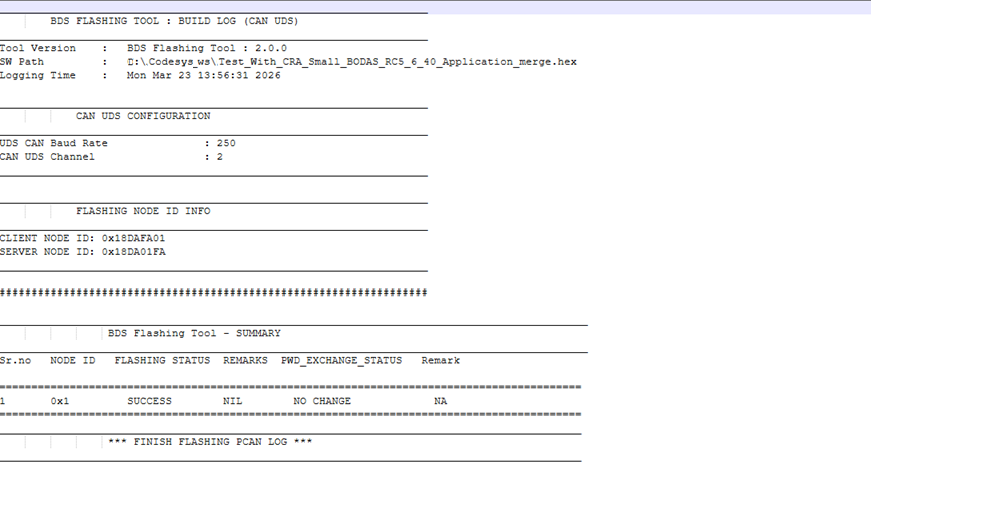 BDS FLASHING TOOL : BUILD LOG (CAN UDS)
Tool Version : BDS Flashing Tool : 2.0.0
SW Path : D:\Codesys_ws\Test_With_CRA_Small_BODAS_RC5_6_40_Application_merge.hex
Logging Time : Mon Mar 23 13:56:31 2026
CAN UDS CONFIGURATION
UDS CAN Baud Rate : 250
CAN UDS Channel : 2
FLASHING NODE ID INFO
CLIENT NODE ID: 0x18DAFA01
SERVER NODE ID: 0x18DA01FA
###################################################################
BDS Flashing Tool - SUMMARY
Sr.no NODE ID FLASHING STATUS REMARKS PWD_EXCHANGE_STATUS Remark
===========================================================================================
1 0x1 SUCCESS NIL NO CHANGE NA
===========================================================================================
*** FINISH FLASHING PCAN LOG ***